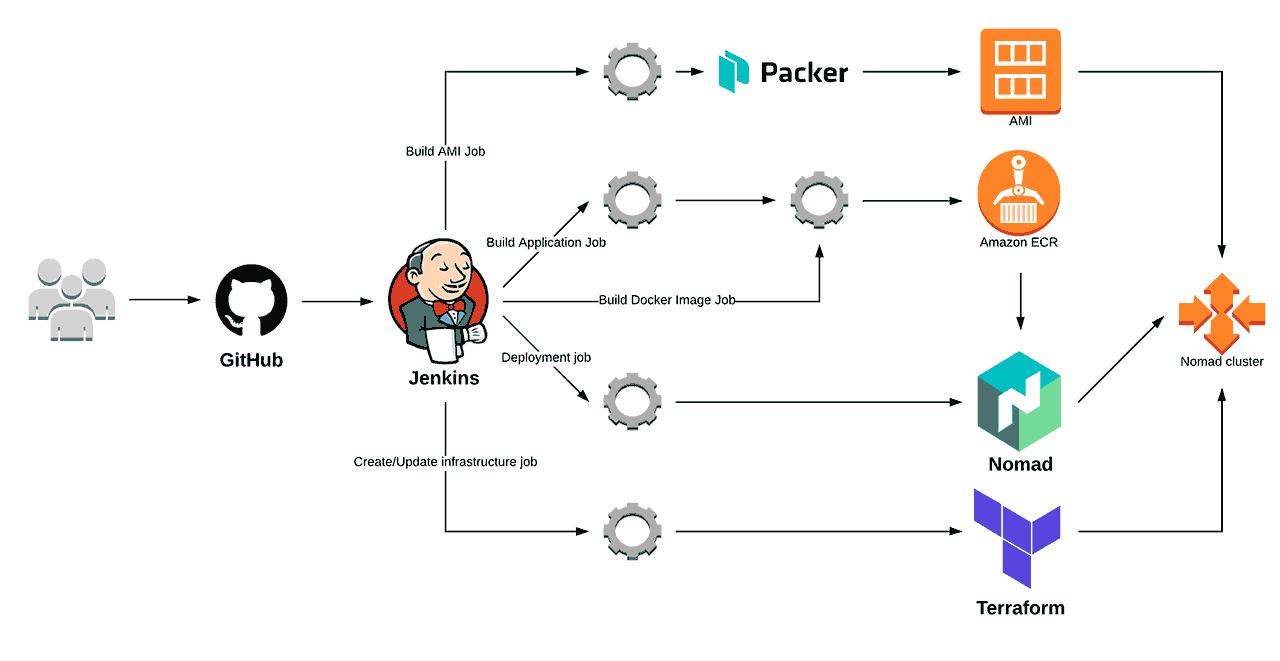 Packer
AMI
Build AMI Job
Build Application Job
Amazon ECR
Build Docker Image Job
GitHub
Jenkins
Deployment job
Nomad cluster
Create/Update infrastructure job
Nomad
Terraform